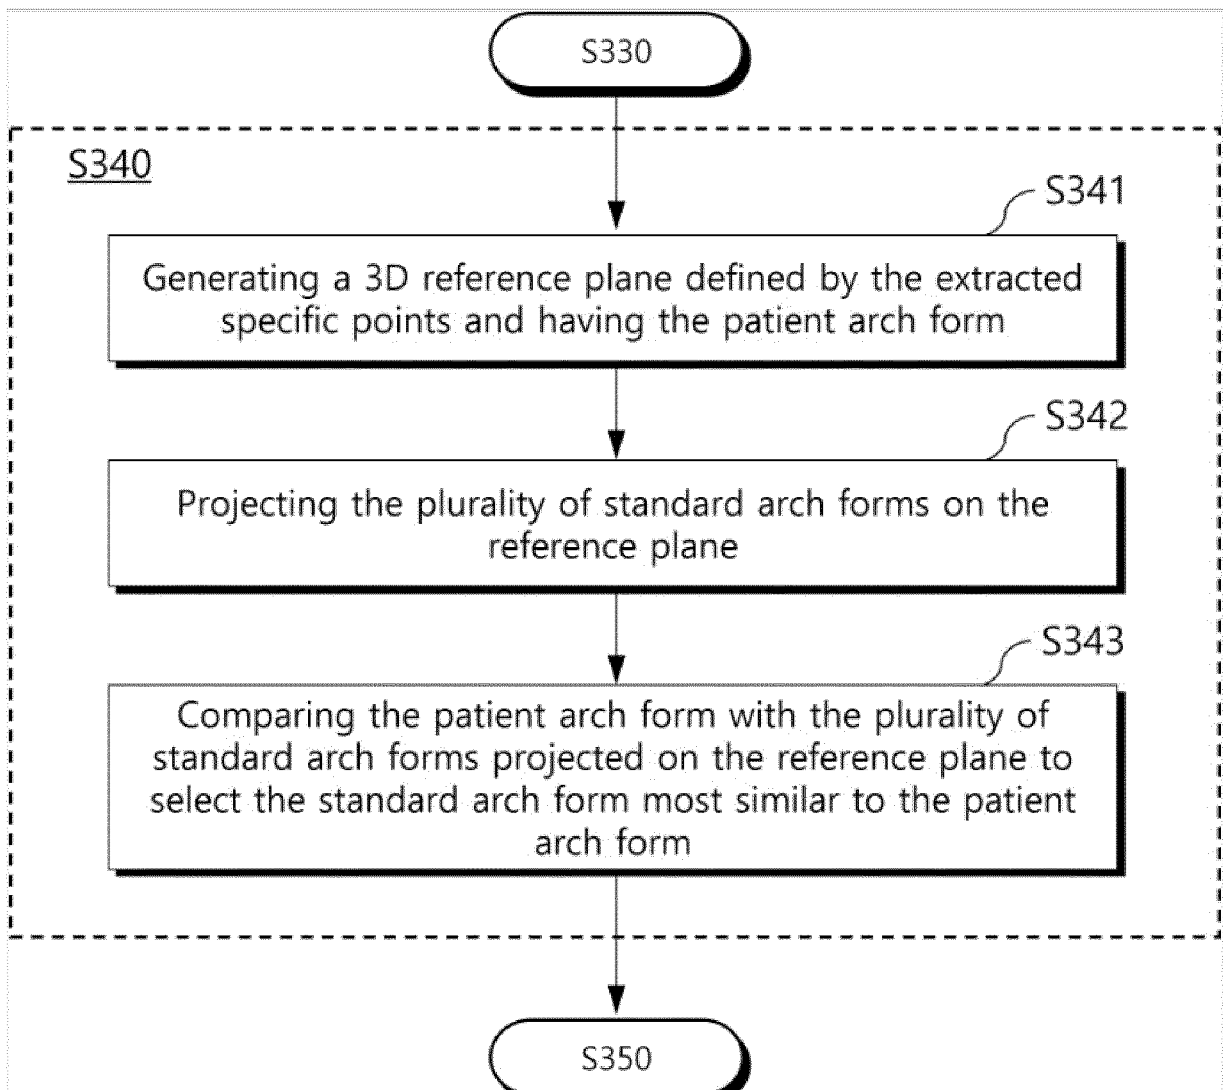 S330
S340
S341
Generating a 3D reference plane defined by the extracted
specific points and having the patient arch form
S342
Projecting the plurality of standard arch forms on the
reference plane
S343
Comparing the patient arch form with the plurality of
standard arch forms projected on the reference plane to
select the standard arch form most similar to the patient
arch form
S350